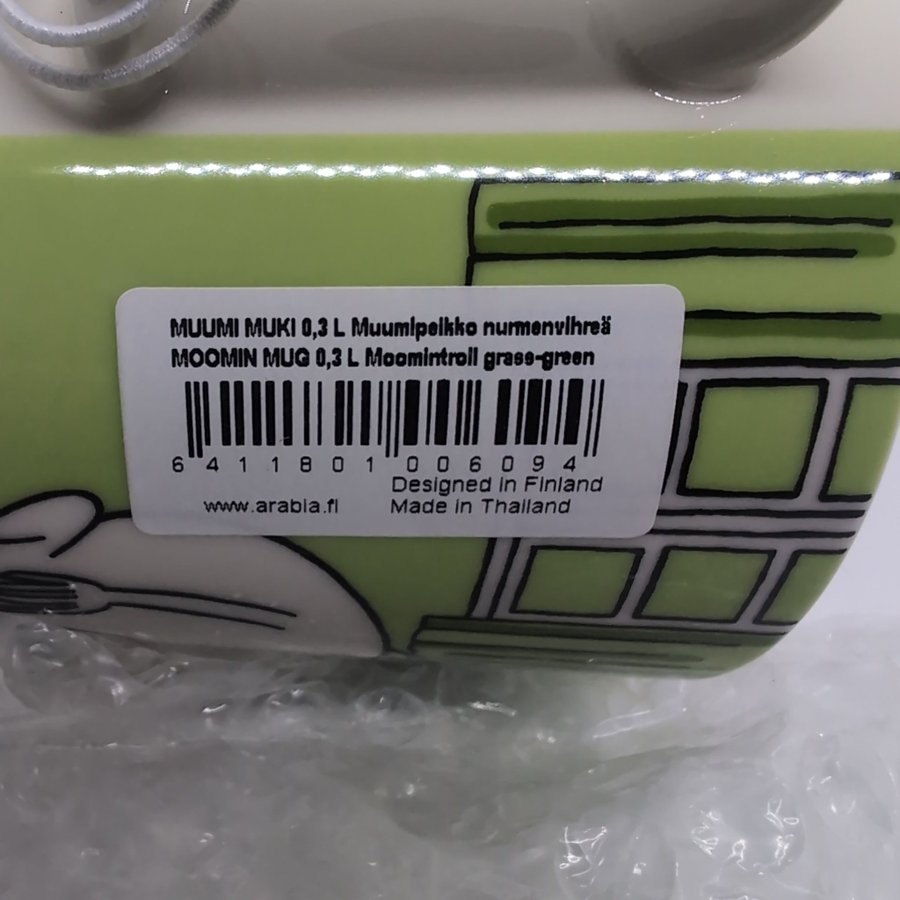 MUUMI MUKI 0,3 L Muumipeikko nurmenvihreä
MOOMIN MUG 0,3 L Moomintroll grass-green
6 411801 006094
Designed in Finland
www.arabia.fi Made in Thailand